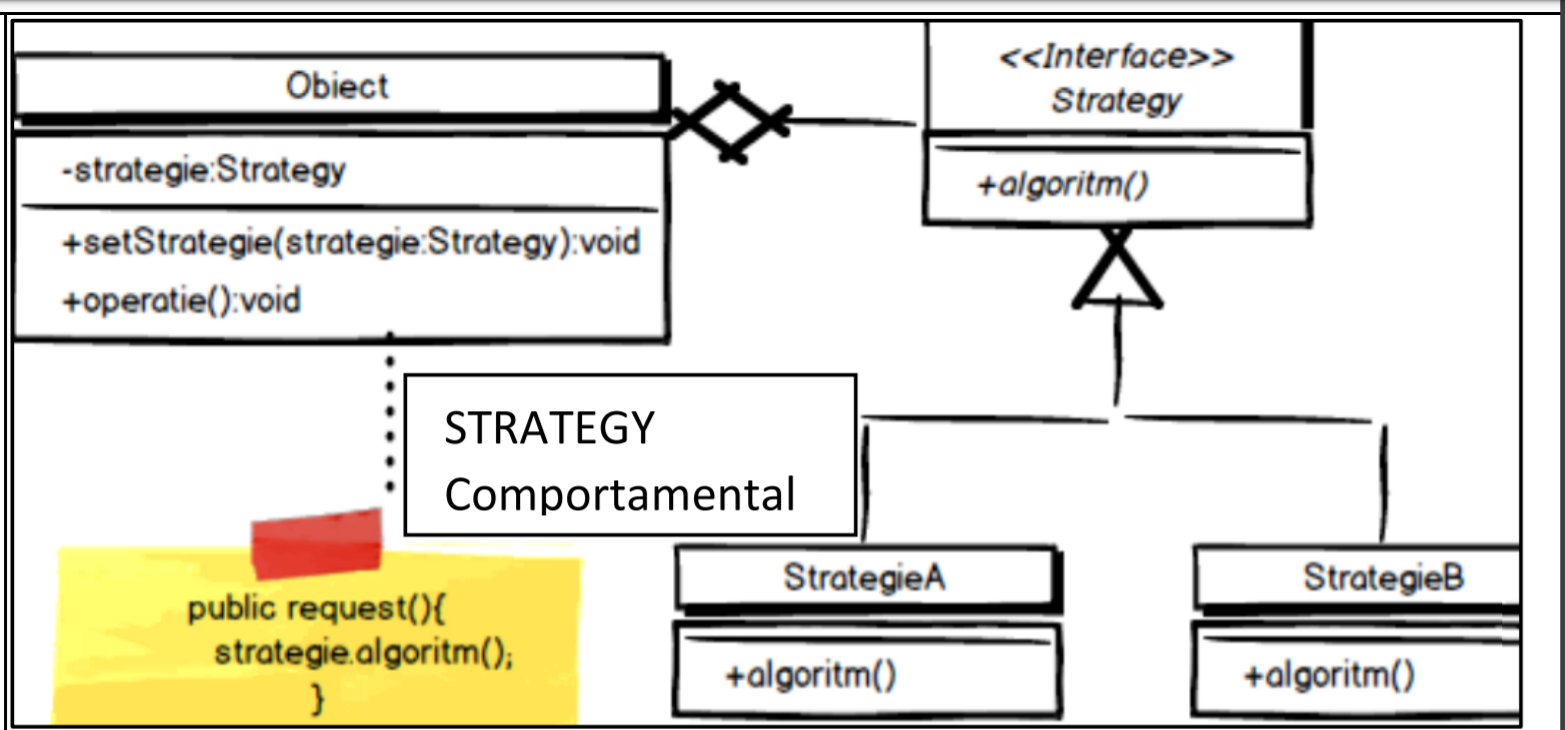 Obiect
-strategie:Strategy
+setStrategie(strategie:Strategy):void
+operatie():void
<<Interface>>
Strategy
+algoritm()
STRATEGY
Comportamental
public request(){
strategie.algoritm();
}
StrategieA
+algoritm()
StrategieB
+algoritm()